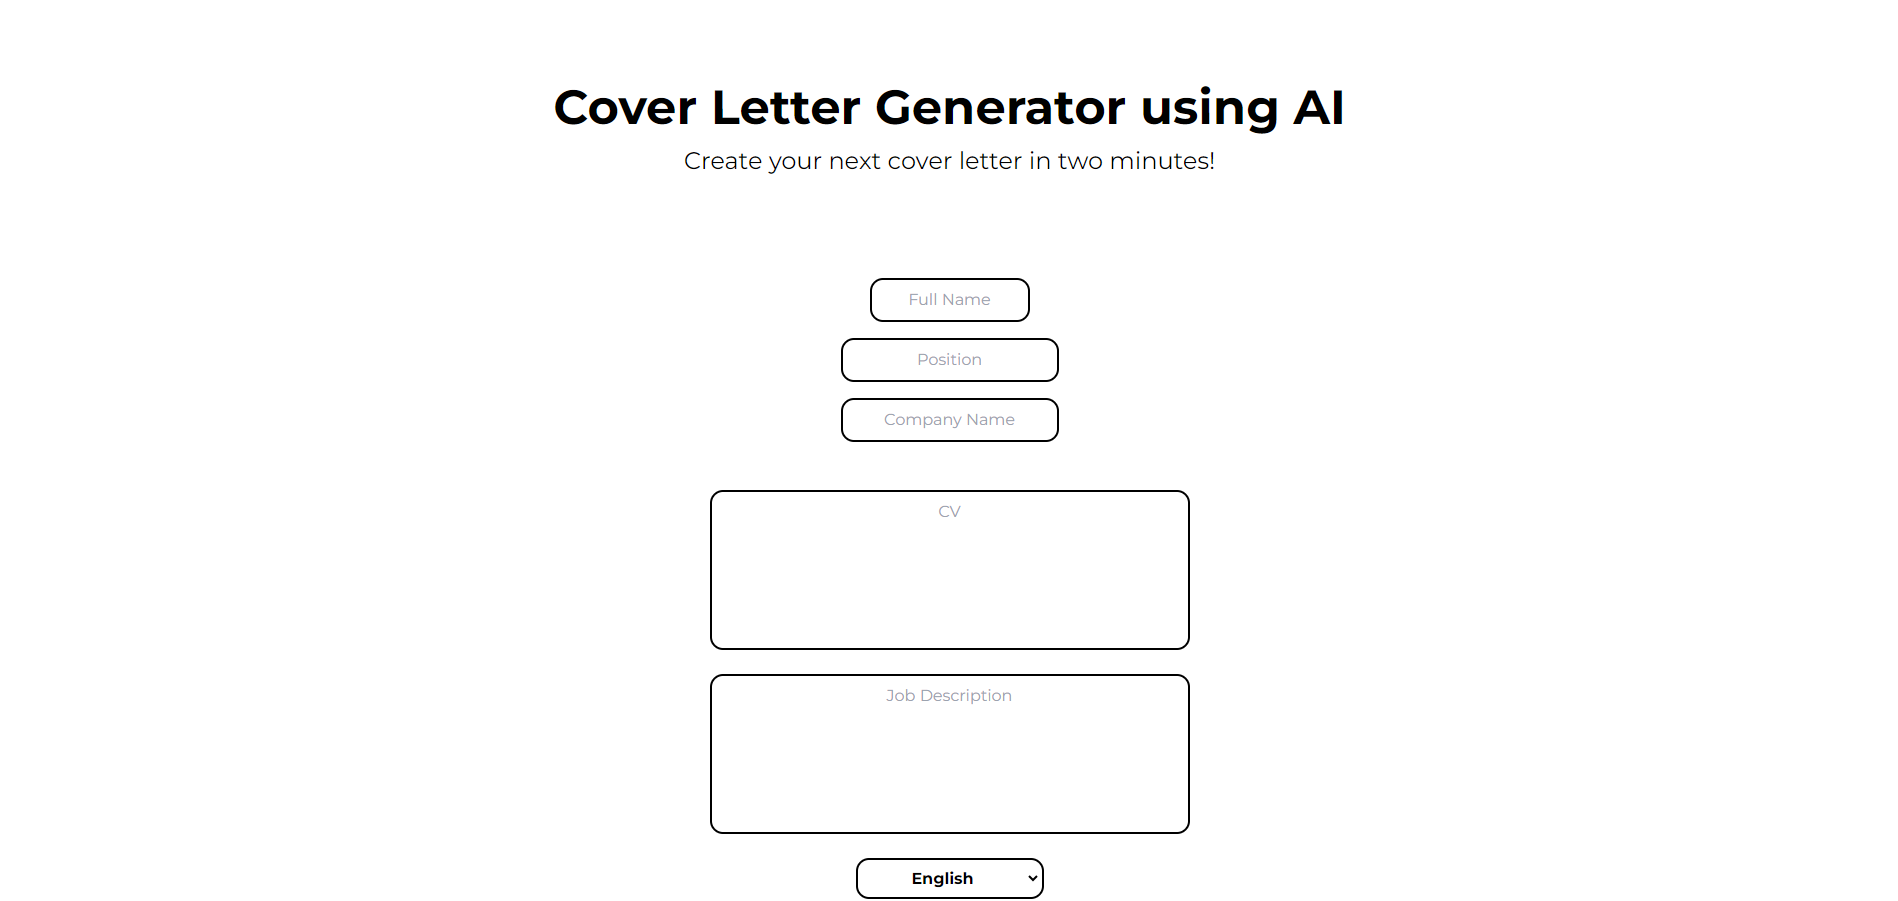 Cover Letter Generator using AI
Create your next cover letter in two minutes!
Full Name
Position
Company Name
CV
Job Description
English